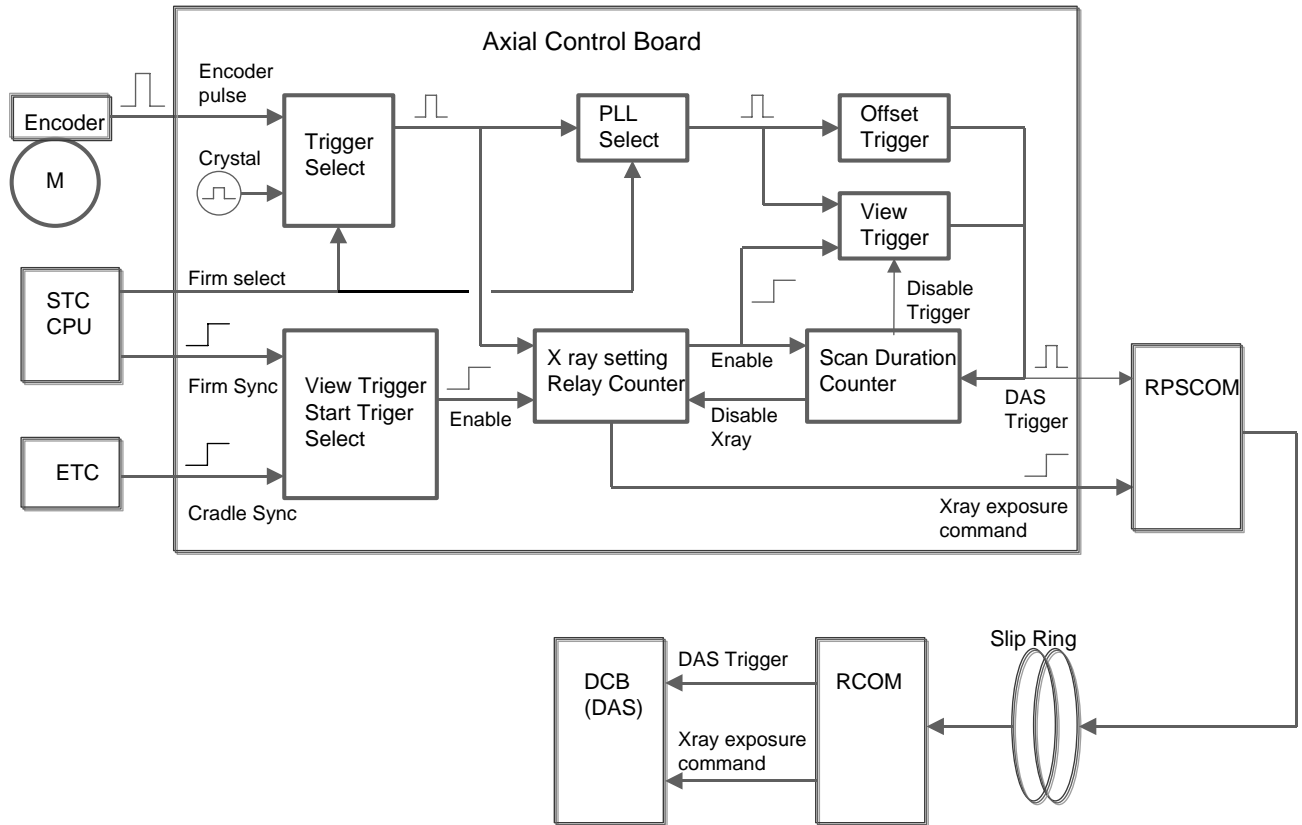 Axial Control Board
Encoder
pulse
Encoder
M
Crystal
Trigger
Select
PLL
Select
Offset
Trigger
View
Trigger
Firm select
STC
CPU
Firm Sync
Disable
Trigger
View Trigger
Start Triger
Select
Enable
X ray setting
Relay Counter
Enable
Disable
Xray
Scan Duration
Counter
DAS
Trigger
RPSCOM
ETC
Cradle Sync
Xray exposure
command
Slip Ring
DCB
(DAS)
DAS Trigger
RCOM
Xray exposure
command